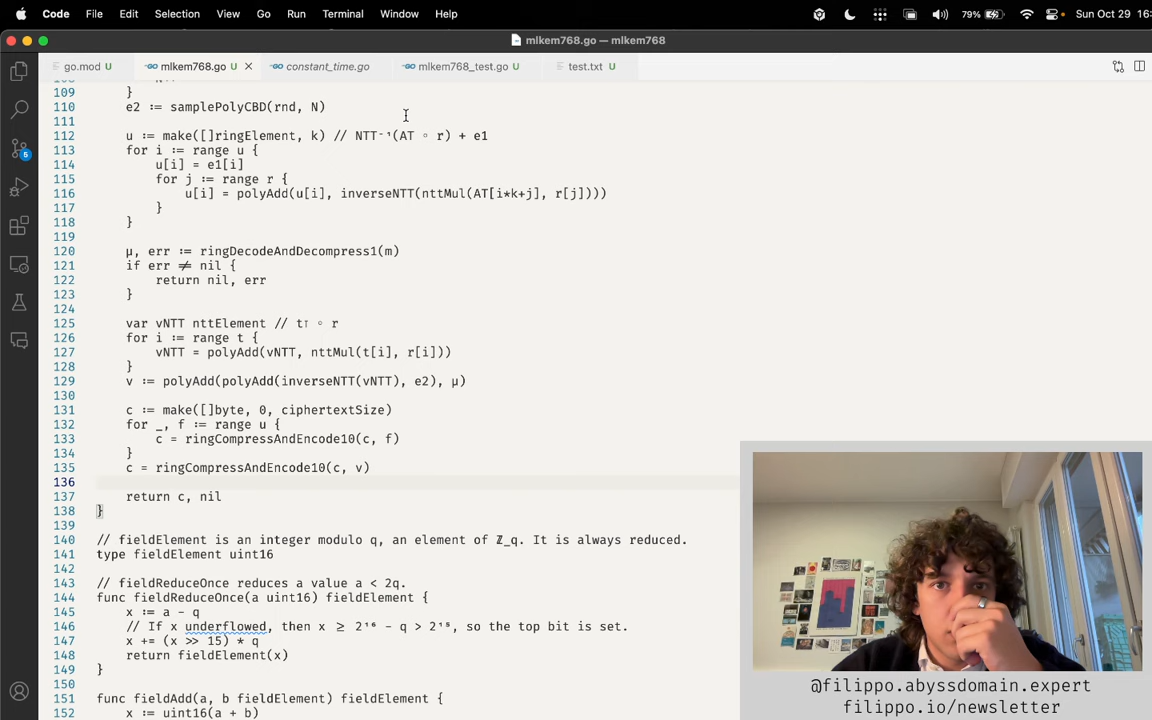 Code File Edit Selection View Go Run Terminal Window Help 79% Sun Oct 29 16:
mlkem768.go — mlkem768
go.mod U mlkem768.go U constant_time.go mlkem768_test.go U test.txt U
109 }
110 e2 := samplePolyCBD(rnd, N)
111
112 u := make([]ringElement, k) // NTT⁻¹(AT ◦ r) + e1
113 for i := range u {
114 u[i] = e1[i]
115 for j := range r {
116 u[i] = polyAdd(u[i], inverseNTT(nttMul(AT[i*k+j], r[j])))
117 }
118 }
119
120 μ, err := ringDecodeAndDecompress1(m)
121 if err ≠ nil {
122 return nil, err
123 }
124
125 var vNTT nttElement // t⊺ ◦ r
126 for i := range t {
127 vNTT = polyAdd(vNTT, nttMul(t[i], r[i]))
128 }
129 v := polyAdd(polyAdd(inverseNTT(vNTT), e2), μ)
130
131 c := make([]byte, 0, ciphertextSize)
132 for _, f := range u {
133 c = ringCompressAndEncode10(c, f)
134 }
135 c = ringCompressAndEncode10(c, v)
136
137 return c, nil
138 }
139
140 // fieldElement is an integer modulo q, an element of ℤ_q. It is always reduced.
141 type fieldElement uint16
142
143 // fieldReduceOnce reduces a value a < 2q.
144 func fieldReduceOnce(a uint16) fieldElement {
145 x := a - q
146 // If x underflowed, then x ≥ 2¹⁶ - q > 2¹⁵, so the top bit is set.
147 x += (x >> 15) * q
148 return fieldElement(x)
149 }
150
151 func fieldAdd(a, b fieldElement) fieldElement {
152 x := uint16(a + b)
5
@filippo.abyssdomain.expert
filippo.io/newsletter